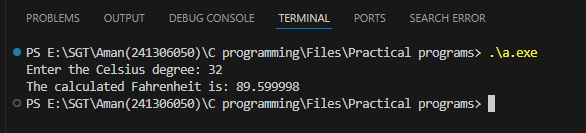 PROBLEMS OUTPUT DEBUG CONSOLE TERMINAL PORTS SEARCH ERROR
PS E:\SGT\Aman(241306050)\C programming\Files\Practical programs> .\a.exe
Enter the Celsius degree: 32
The calculated Fahrenheit is: 89.599998
PS E:\SGT\Aman(241306050)\C programming\Files\Practical programs>